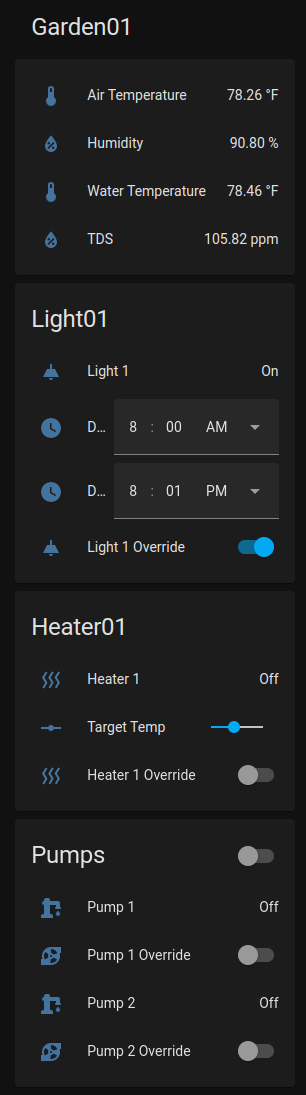 Garden01
Air Temperature 78.26 °F
Humidity 90.80 %
Water Temperature 78.46 °F
TDS 105.82 ppm
Light01
Light 1 On
D... 8 : 00 AM
D... 8 : 01 PM
Light 1 Override
Heater01
Heater 1 Off
Target Temp
Heater 1 Override
Pumps
Pump 1 Off
Pump 1 Override
Pump 2 Off
Pump 2 Override